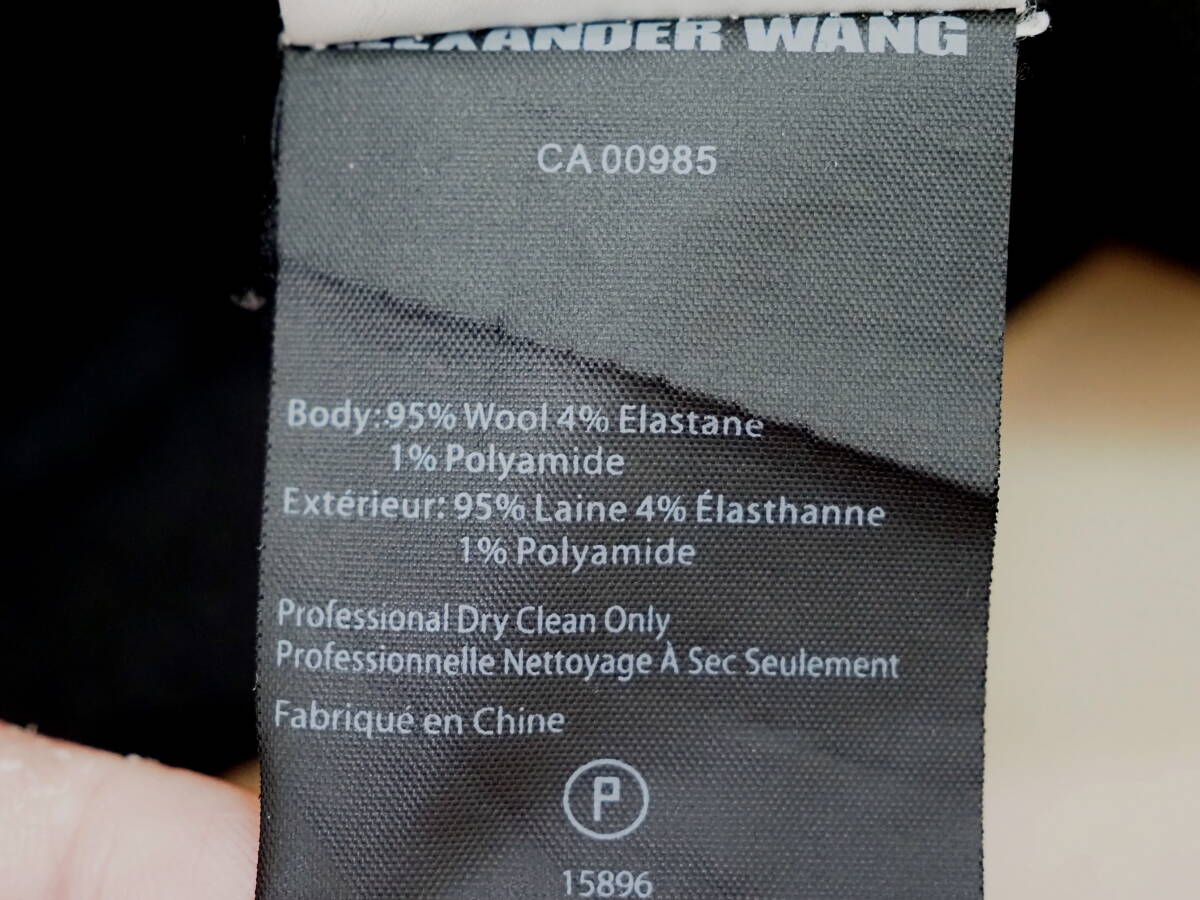 ALEXANDER WANG
CA 00985
Body: 95% Wool 4% Elastane
1% Polyamide
Extérieur: 95% Laine 4% Élasthanne
1% Polyamide
Professional Dry Clean Only
Professionnelle Nettoyage À Sec Seulement
Fabriqué en Chine
P
15896